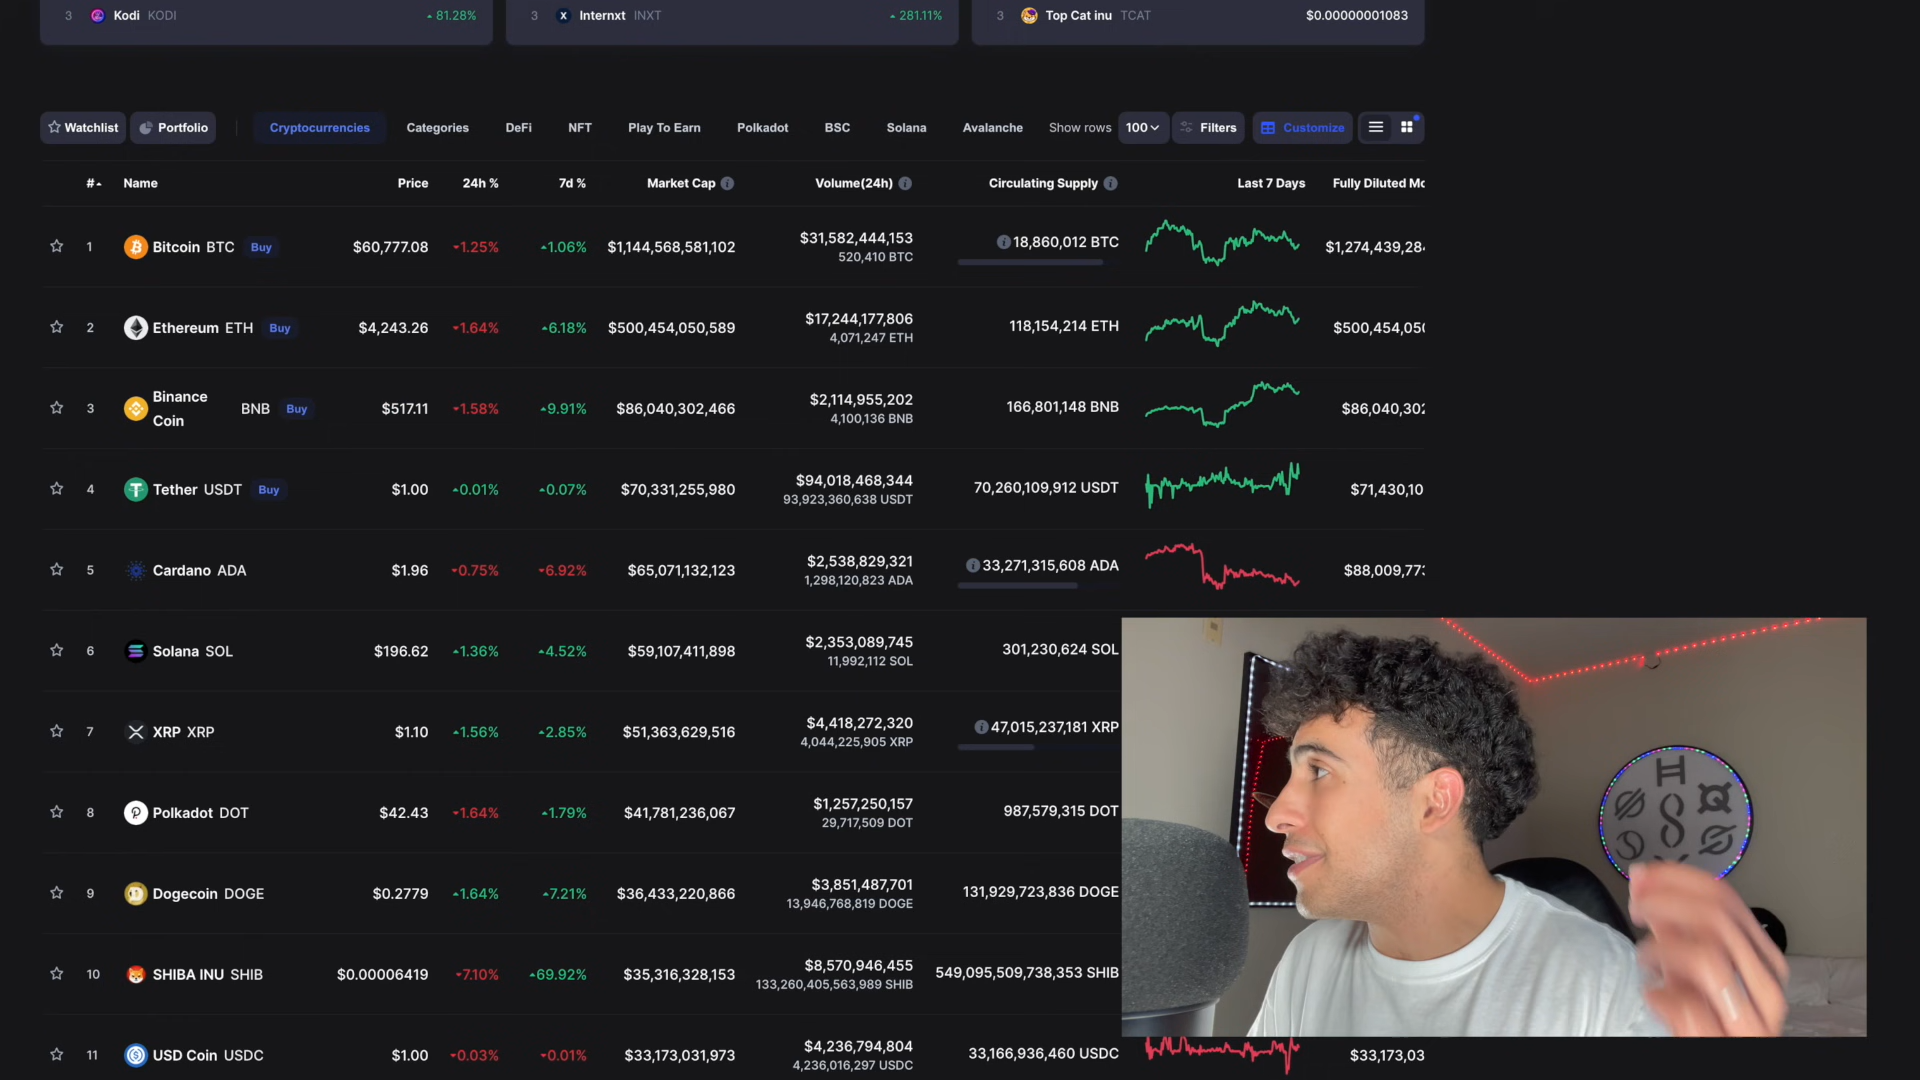 3 Kodi KODI 81.28% 3 Internxt INXT 281.11% 3 Top Cat inu TCAT $0.00000001083
Watchlist Portfolio Cryptocurrencies Categories DeFi NFT Play To Earn Polkadot BSC Solana Avalanche Show rows 100 Filters Customize
# Name Price 24h % 7d % Market Cap Volume(24h) Circulating Supply Last 7 Days Fully Diluted
1 Bitcoin BTC Buy $60,777.08 1.25% 1.06% $1,144,568,581,102 $31,582,444,153 18,860,012 BTC $1,274,439,28
520,410 BTC
2 Ethereum ETH Buy $4,243.26 1.64% 6.18% $500,454,050,589 $17,244,177,806 118,154,214 ETH $500,454,05
4,071,247 ETH
3 Binance Coin BNB Buy $517.11 1.58% 9.91% $86,040,302,466 $2,114,955,202 166,801,148 BNB $86,040,30
4,100,136 BNB
4 Tether USDT Buy $1.00 0.01% 0.07% $70,331,255,980 $94,018,468,344 70,260,109,912 USDT $71,430,10
93,923,360,638 USDT
5 Cardano ADA $1.96 0.75% 6.92% $65,071,132,123 $2,538,829,321 33,271,315,608 ADA $88,009,77
1,298,120,823 ADA
6 Solana SOL $196.62 1.36% 4.52% $59,107,411,898 $2,353,089,745 301,230,624 SOL
11,992,112 SOL
7 XRP XRP $1.10 1.56% 2.85% $51,363,629,516 $4,418,272,320 47,015,237,181 XRP
4,044,225,905 XRP
8 Polkadot DOT $42.43 1.64% 1.79% $41,781,236,067 $1,257,250,157 987,579,315 DOT
29,717,509 DOT
9 Dogecoin DOGE $0.2779 1.64% 7.21% $36,433,220,866 $3,851,487,701 131,929,723,836 DOGE
13,946,768,819 DOGE
10 SHIBA INU SHIB $0.00006419 7.10% 69.92% $35,316,328,153 $8,570,946,455 549,095,509,738,353 SHIB
133,260,405,563,989 SHIB
11 USD Coin USDC $1.00 0.03% 0.01% $33,173,031,973 $4,236,794,804 33,166,936,460 USDC $33,173,03
4,236,016,297 USDC